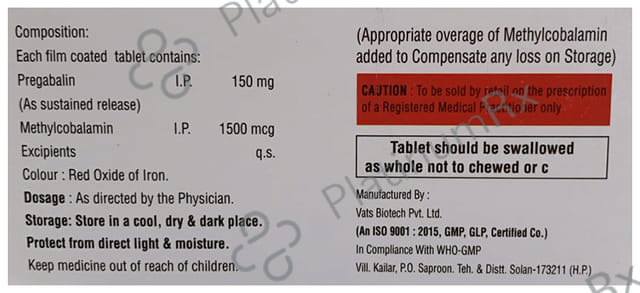 Composition:
Each film coated tablet contains:
Pregabalin I.P. 150 mg
(As sustained release)
Methylcobalamin I.P. 1500 mcg
Excipients q.s.
Colour : Red Oxide of Iron.
Dosage : As directed by the Physician.
Storage: Store in a cool, dry & dark place.
Protect from direct light & moisture.
Keep medicine out of reach of children.
(Appropriate overage of Methylcobalamin
added to Compensate any loss on Storage)
CAUTION : To be sold by retail on the prescription
of a Registered Medical Practitioner only
Tablet should be swallowed
as whole not to chewed or c
Manufactured By :
Vats Biotech Pvt. Ltd.
(An ISO 9001 : 2015, GMP, GLP, Certified Co.)
In Compliance With WHO-GMP
Vill. Kailar, P.O. Saproon. Teh. & Distt. Solan-173211 (H.P.)
PlatinumRx